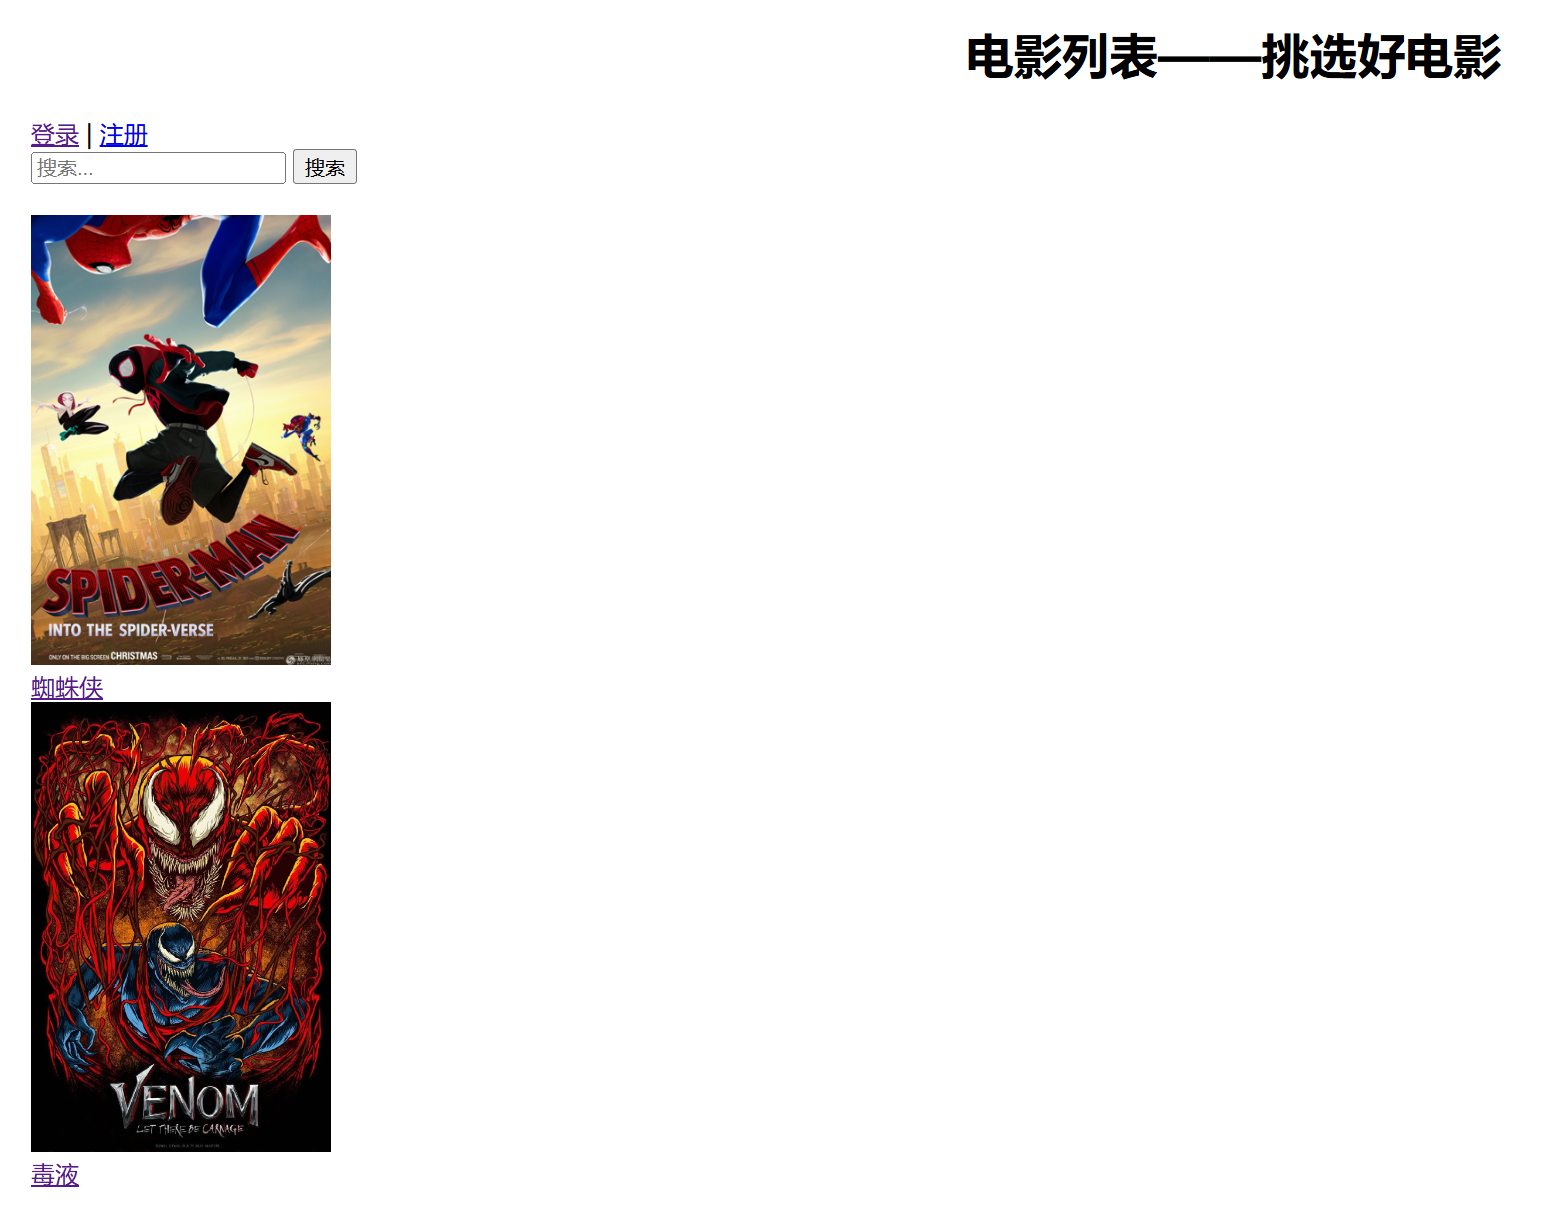 电影列表——挑选好电影
登录 | 注册
搜索... 搜索
SPIDER-MAN
INTO THE SPIDER-VERSE
ONLY ON THE BIG SCREEN CHRISTMAS
蜘蛛侠
VENOM
LET THERE BE CARNAGE
毒液